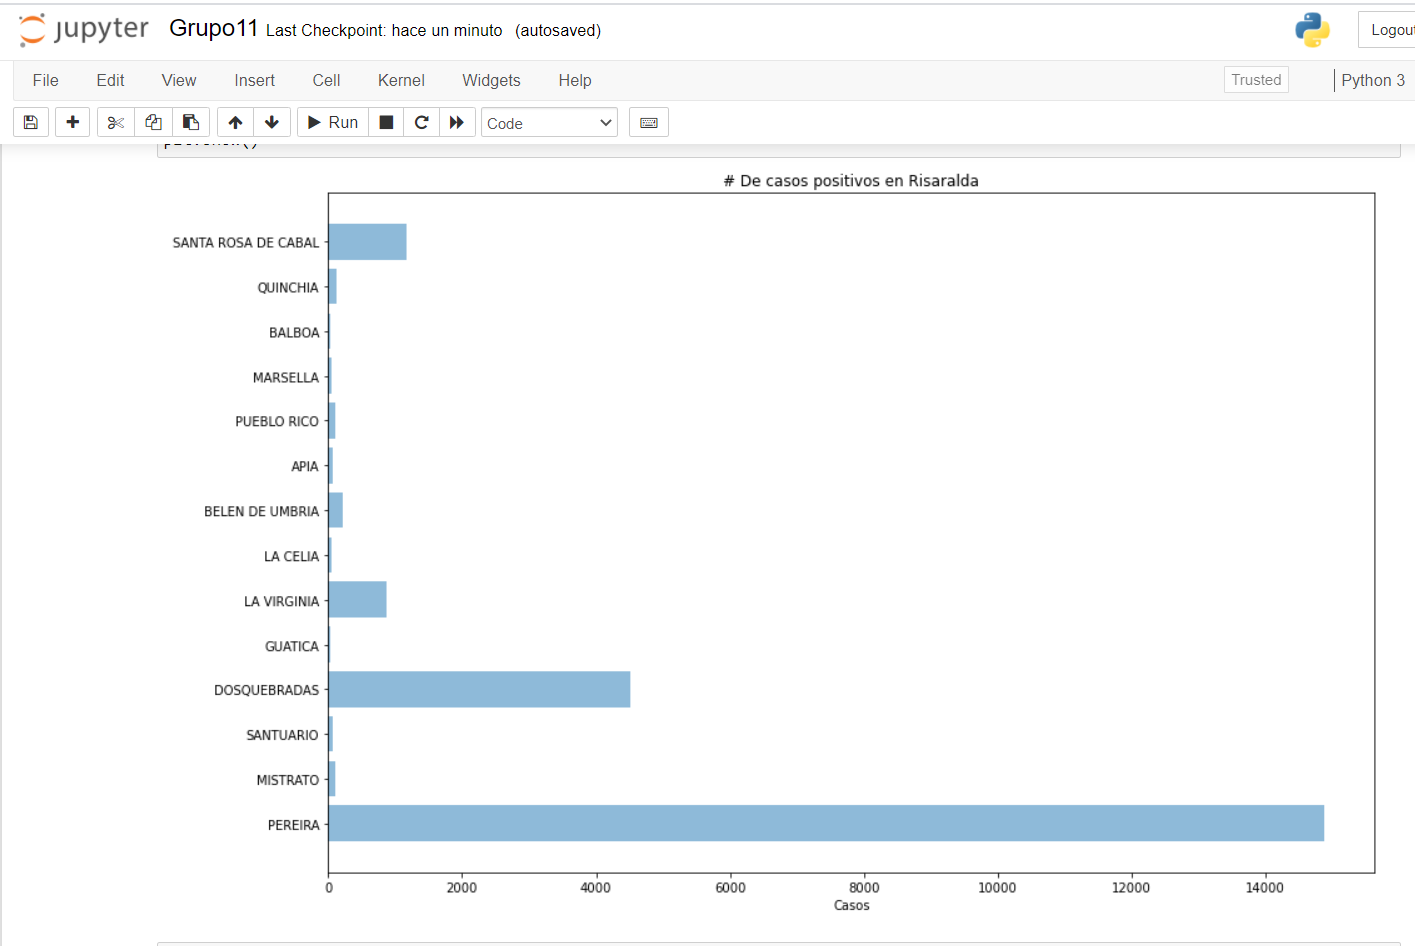 jupyter Grupo11 Last Checkpoint: hace un minuto (autosaved)
Logout
File Edit View Insert Cell Kernel Widgets Help
Trusted
Python 3
Run
Code
# De casos positivos en Risaralda
SANTA ROSA DE CABAL
QUINCHIA
BALBOA
MARSELLA
PUEBLO RICO
APIA
BELEN DE UMBRIA
LA CELIA
LA VIRGINIA
GUATICA
DOSQUEBRADAS
SANTUARIO
MISTRATO
PEREIRA
0 2000 4000 6000 8000 10000 12000 14000
Casos